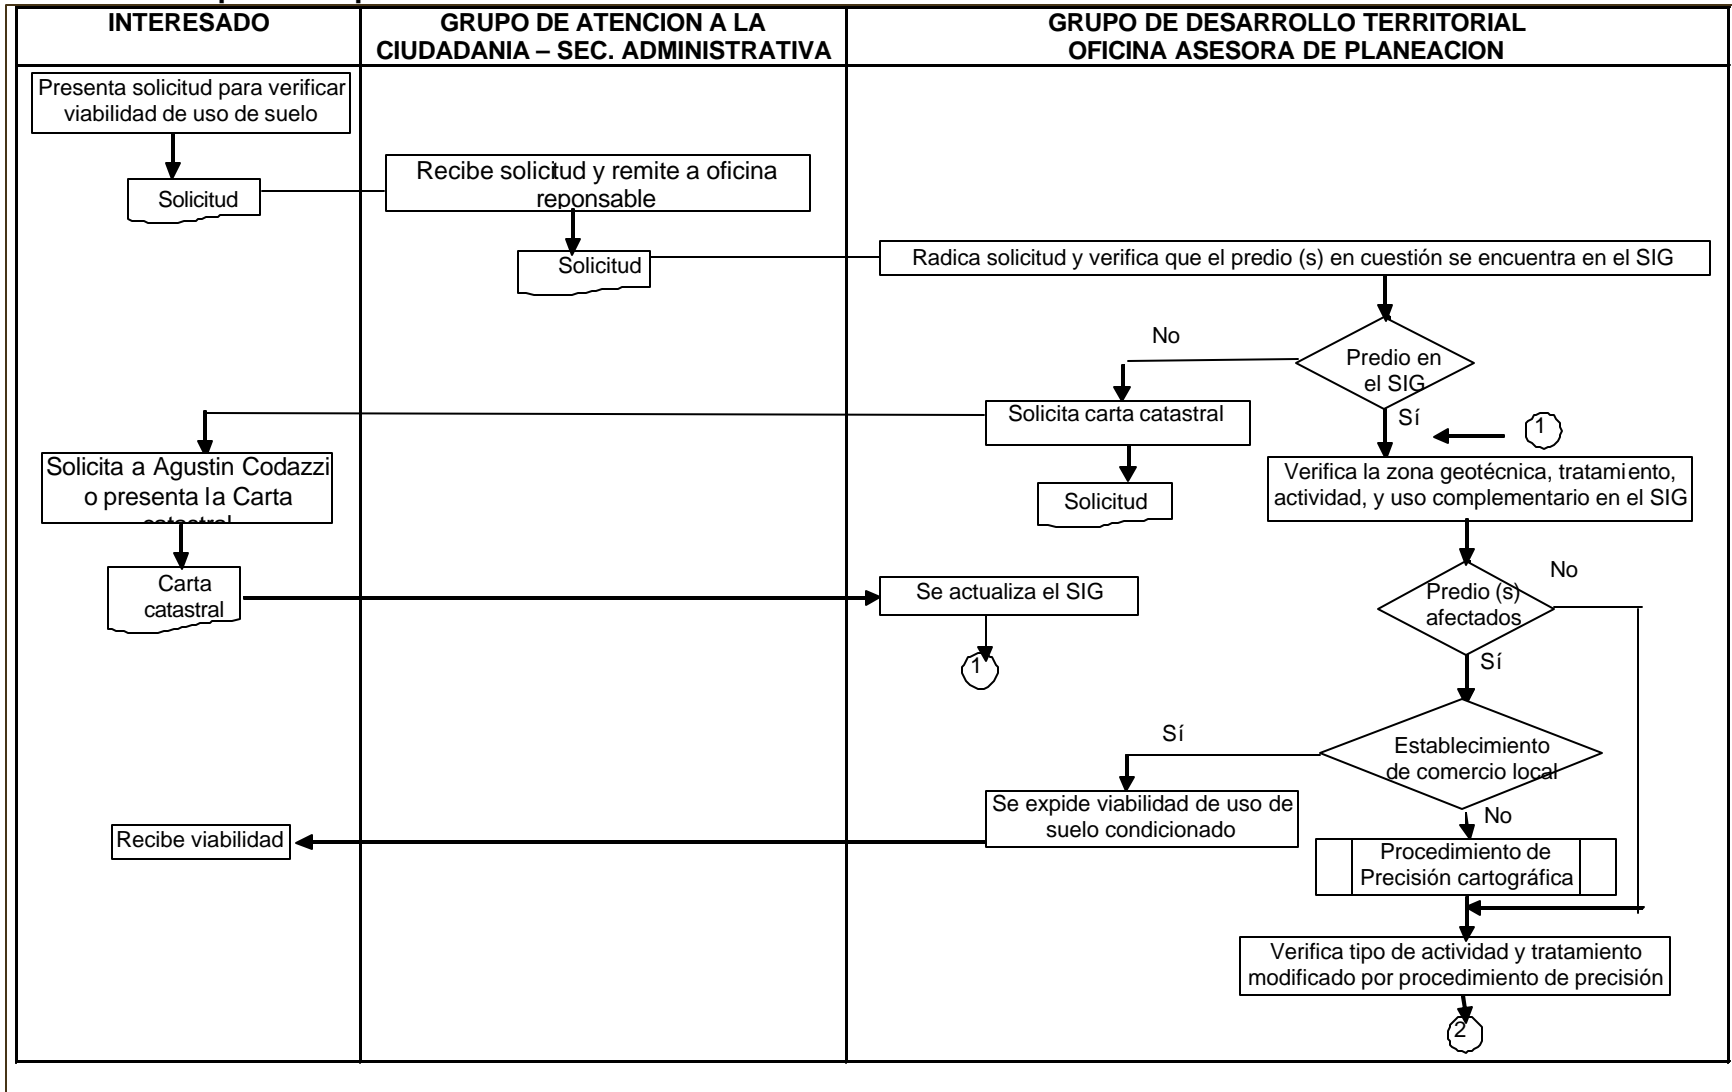 INTERESADO
GRUPO DE ATENCION A LA
CIUDADANIA – SEC. ADMINISTRATIVA
GRUPO DE DESARROLLO TERRITORIAL
OFICINA ASESORA DE PLANEACION
Presenta solicitud para verificar
viabilidad de uso de suelo
Solicitud
Recibe solicitud y remite a oficina
reponsable
Solicitud
Radica solicitud y verifica que el predio (s) en cuestión se encuentra en el SIG
Predio en
el SIG
No
Solicita carta catastral
Solicitud
Sí
1
Solicita a Agustin Codazzi
o presenta la Carta
catastral
Carta
catastral
Se actualiza el SIG
1
Verifica la zona geotécnica, tratamiento,
actividad, y uso complementario en el SIG
Predio (s)
afectados
No
Sí
Establecimiento
de comercio local
Sí
Se expide viabilidad de uso de
suelo condicionado
Recibe viabilidad
No
Procedimiento de
Precisión cartográfica
Verifica tipo de actividad y tratamiento
modificado por procedimiento de precisión
2